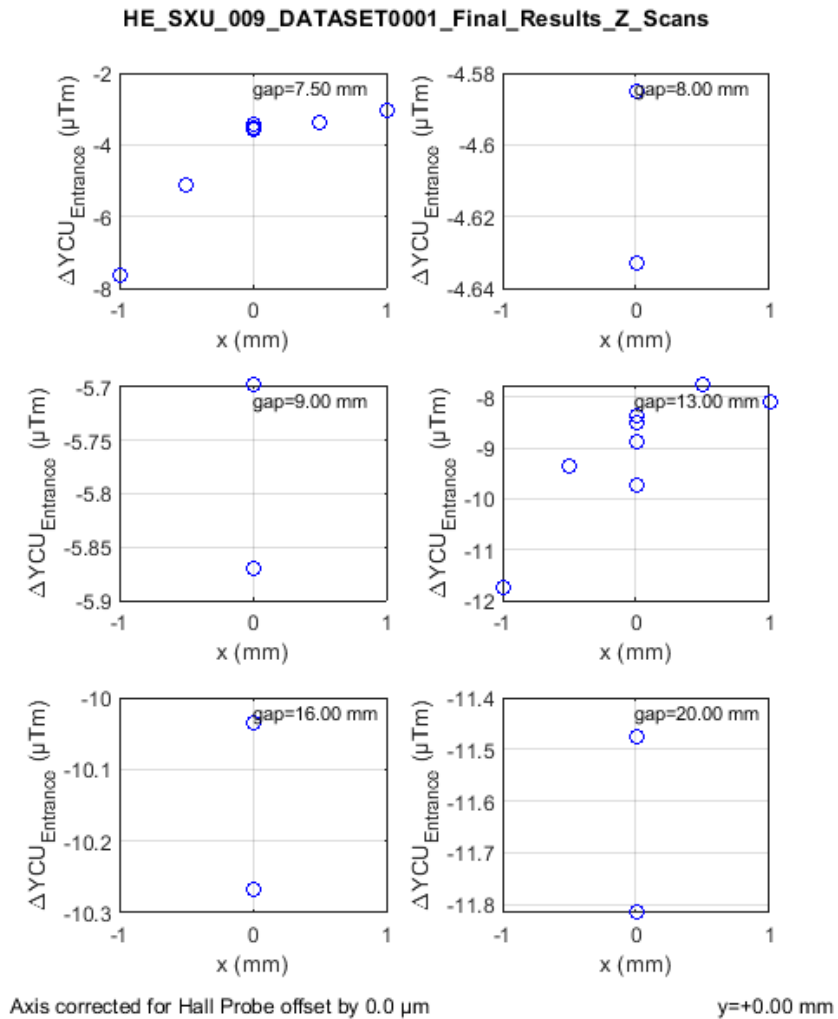 HE_SXU_009_DATASET0001_Final_Results_Z_Scans
gap=7.50 mm
-2
-4
-6
-8
ΔYCU_Entrance (μTm)
-1 0 1
x (mm)
gap=8.00 mm
-4.58
-4.6
-4.62
-4.64
ΔYCU_Entrance (μTm)
-1 0 1
x (mm)
gap=9.00 mm
-5.7
-5.75
-5.8
-5.85
-5.9
ΔYCU_Entrance (μTm)
-1 0 1
x (mm)
gap=13.00 mm
-8
-9
-10
-11
-12
ΔYCU_Entrance (μTm)
-1 0 1
x (mm)
gap=16.00 mm
-10
-10.1
-10.2
-10.3
ΔYCU_Entrance (μTm)
-1 0 1
x (mm)
gap=20.00 mm
-11.4
-11.5
-11.6
-11.7
-11.8
ΔYCU_Entrance (μTm)
-1 0 1
x (mm)
Axis corrected for Hall Probe offset by 0.0 μm
y=+0.00 mm